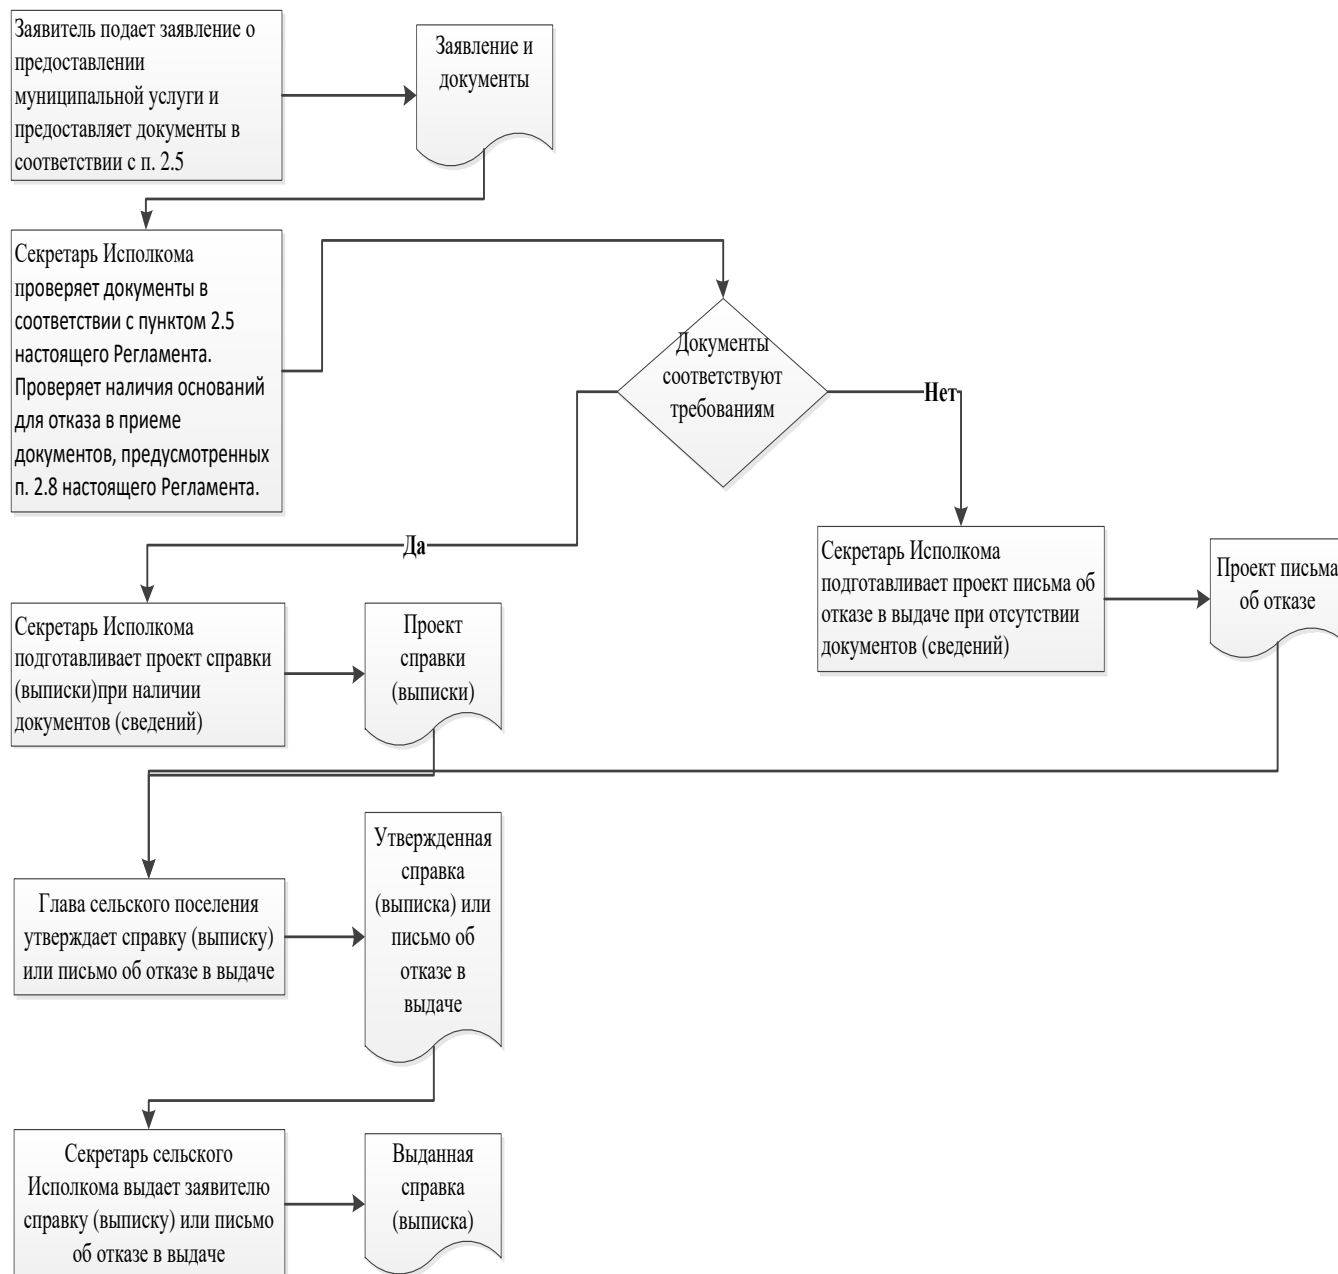 Заявитель подает заявление о
предоставлении
муниципальной услуги и
предоставляет документы в
соответствии с п. 2.5
Заявление и
документы
Секретарь Исполкома
проверяет документы в
соответствии с пунктом 2.5
настоящего Регламента.
Проверяет наличия оснований
для отказа в приеме
документов, предусмотренных
п. 2.8 настоящего Регламента.
Документы
соответствуют
требованиям
Нет
Да
Секретарь Исполкома
подготавливает проект письма об
отказе в выдаче при отсутствии
документов (сведений)
Проект письма
об отказе
Секретарь Исполкома
подготавливает проект справки
(выписки)при наличии
документов (сведений)
Проект
справки
(выписки)
Глава сельского поселения
утверждает справку (выписку)
или письмо об отказе в выдаче
Утвержденная
справка
(выписка) или
письмо об
отказе в
выдаче
Секретарь сельского
Исполкома выдает заявителю
справку (выписку) или письмо
об отказе в выдаче
Выданная
справка
(выписка)